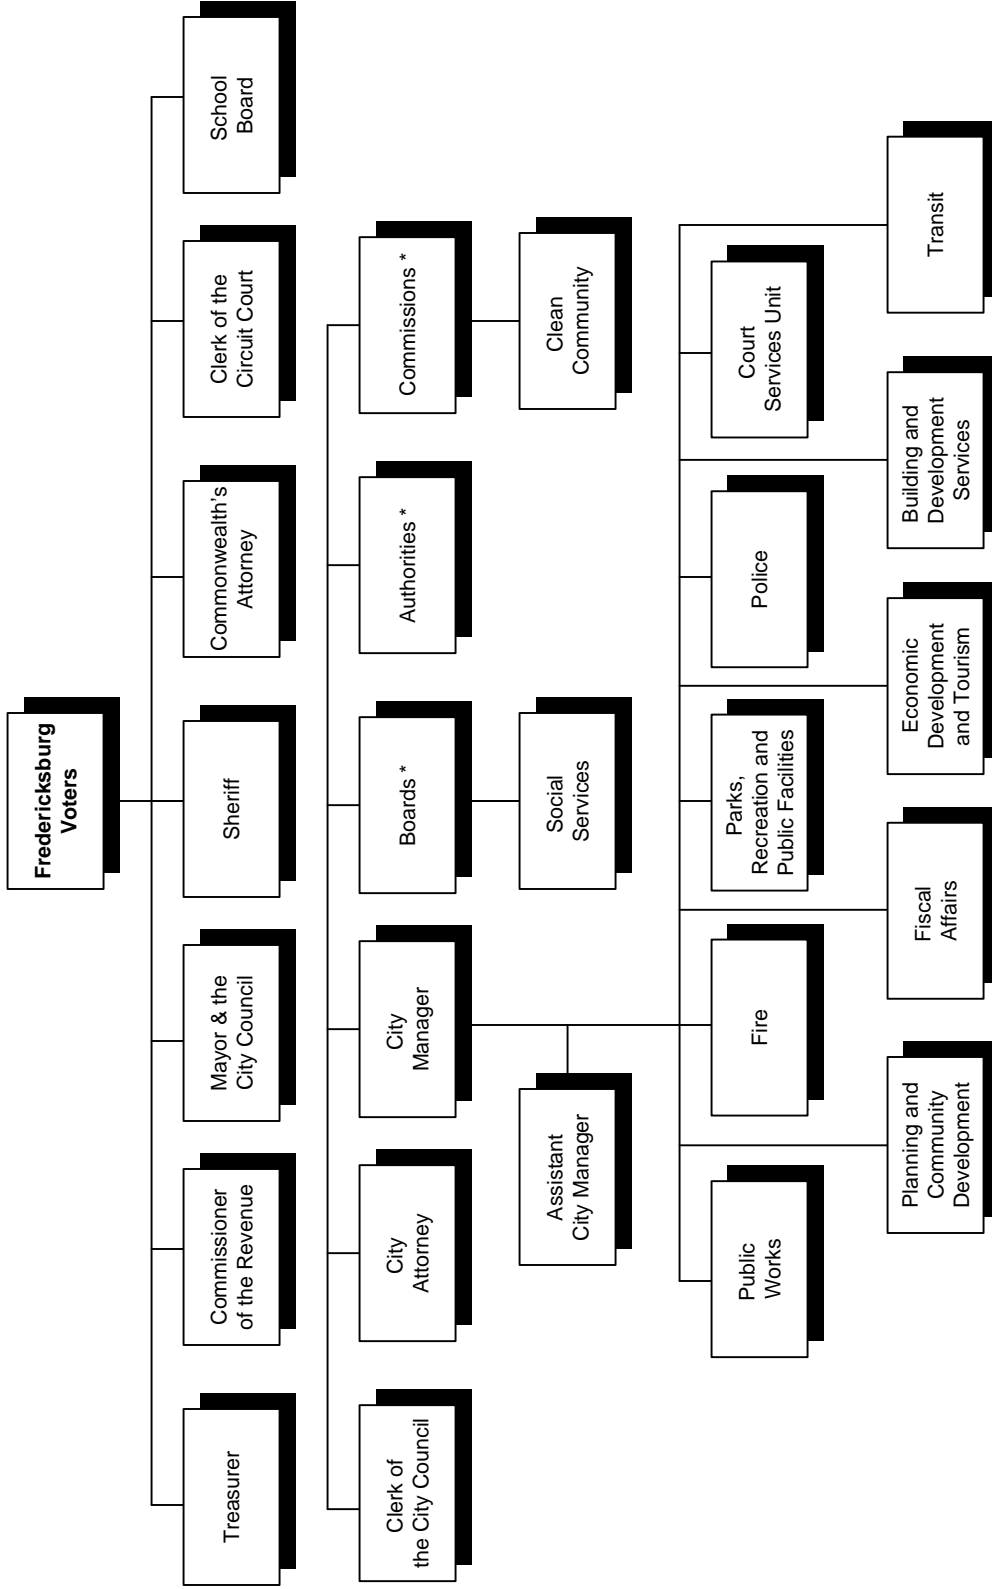 Fredericksburg
Voters
Treasurer
Commissioner
of the Revenue
Mayor & the
City Council
Sheriff
Commonwealth's
Attorney
Clerk of the
Circuit Court
School
Board
Clerk of
the City Council
City
Attorney
City
Manager
Boards *
Authorities *
Commissions *
Assistant
City Manager
Social
Services
Clean
Community
Public
Works
Fire
Parks,
Recreation and
Public Facilities
Police
Court
Services Unit
Planning and
Community
Development
Fiscal
Affairs
Economic
Development
and Tourism
Building and
Development
Services
Transit